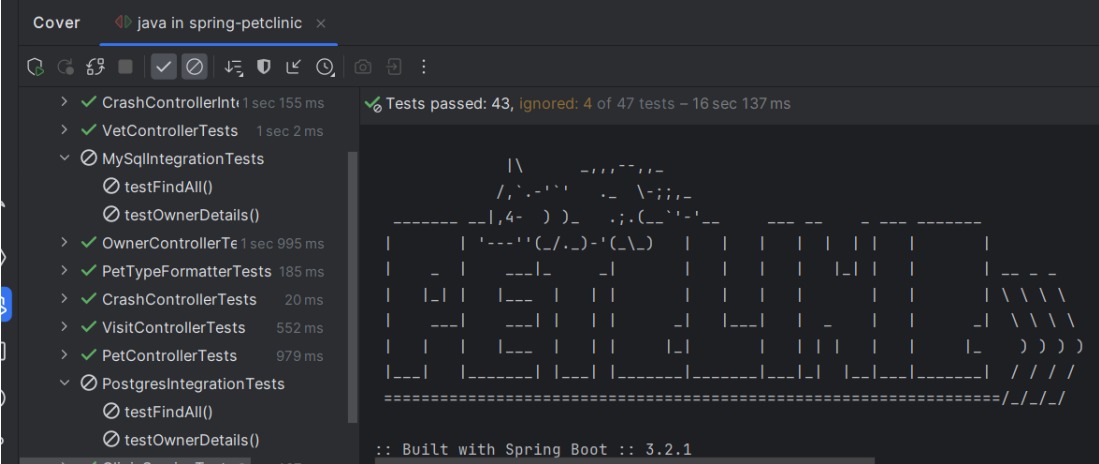 Cover
java in spring-petclinic
CrashControllerInt 1 sec 155 ms
VetControllerTests 1 sec 2 ms
MySqlIntegrationTests
testFindAll()
testOwnerDetails()
OwnerControllerTe 1 sec 995 ms
PetTypeFormatterTests 185 ms
CrashControllerTests 20 ms
VisitControllerTests 552 ms
PetControllerTests 979 ms
PostgresIntegrationTests
testFindAll()
testOwnerDetails()
Tests passed: 43, ignored: 4 of 47 tests – 16 sec 137 ms
PETCLINIC
:: Built with Spring Boot :: 3.2.1